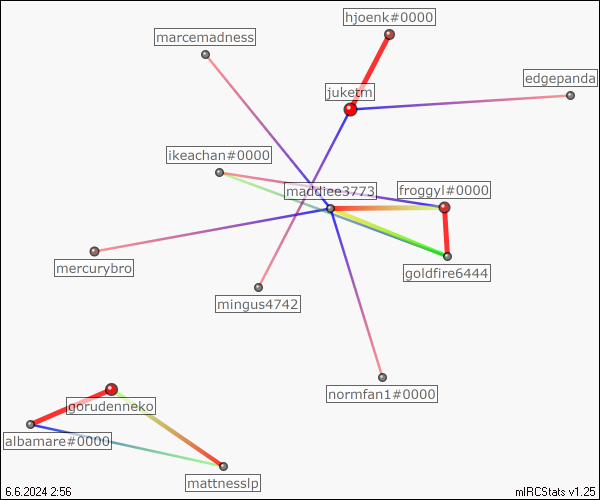 hjoenk#0000
marcemadness
edgepanda
juketm
ikeachan#0000
maddiee3773
froggyl#0000
mercurybro
goldfire6444
mingus4742
normfan1#0000
gorudenneko
albamare#0000
mattnesslp
6.6.2024 2:56
mIRCStats v1.25